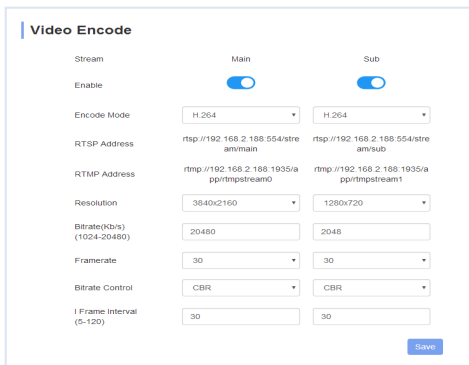 Video Encode
Stream Main Sub
Enable
Encode Mode H.264 H.264
RTSP Address rtsp://192.168.2.188:554/stre rtsp://192.168.2.188:554/stre
am/main am/sub
RTMP Address rtmp://192.168.2.188:1935/a rtmp://192.168.2.188:1935/a
pp/rtmpstream0 pp/rtmpstream1
Resolution 3840x2160 1280x720
Bitrate(Kb/s)
(1024-20480) 20480 2048
Framerate 30 30
Bitrate Control CBR CBR
I Frame Interval
(5-120) 30 30
Save